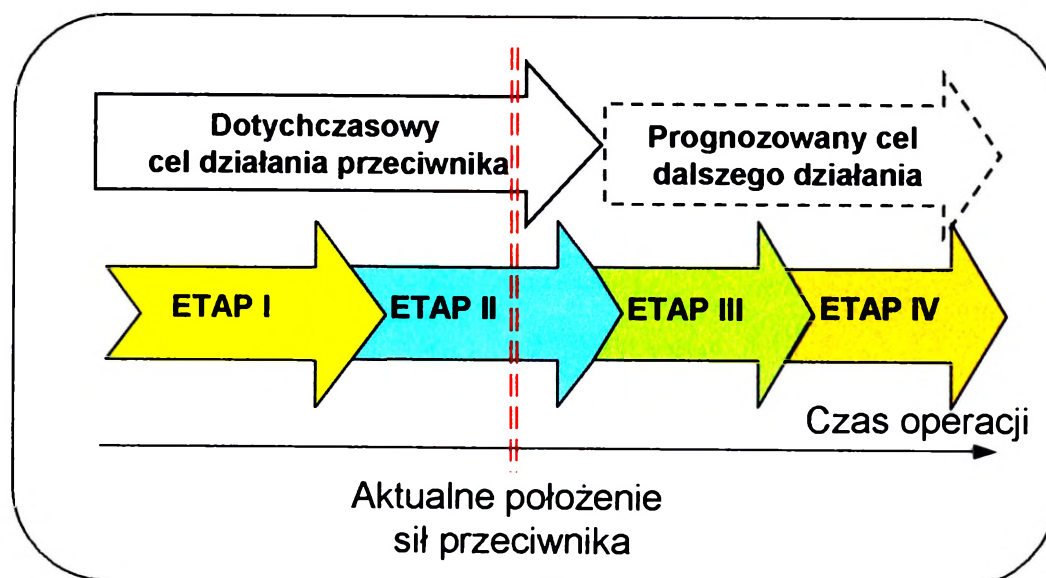 Dotychczasowy
cel działania przeciwnika
Prognozowany cel
dalszego działania
ETAP I
ETAP II
ETAP III
ETAP IV
Czas operacji
Aktualne położenie
sił przeciwnika